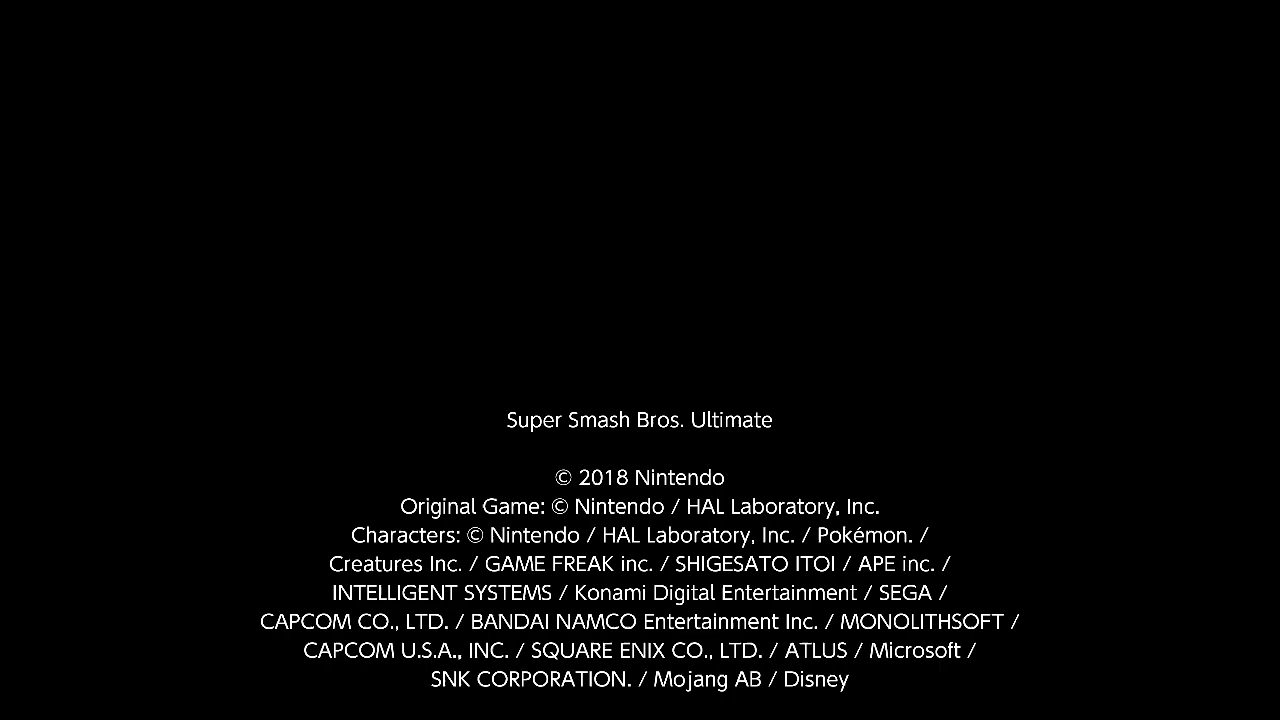 Super Smash Bros. Ultimate
© 2018 Nintendo
Original Game: © Nintendo / HAL Laboratory, Inc.
Characters: © Nintendo / HAL Laboratory, Inc. / Pokémon. /
Creatures Inc. / GAME FREAK inc. / SHIGESATO ITOI / APE inc. /
INTELLIGENT SYSTEMS / Konami Digital Entertainment / SEGA /
CAPCOM CO., LTD. / BANDAI NAMCO Entertainment Inc. / MONOLITHSOFT /
CAPCOM U.S.A., INC. / SQUARE ENIX CO., LTD. / ATLUS / Microsoft /
SNK CORPORATION. / Mojang AB / Disney